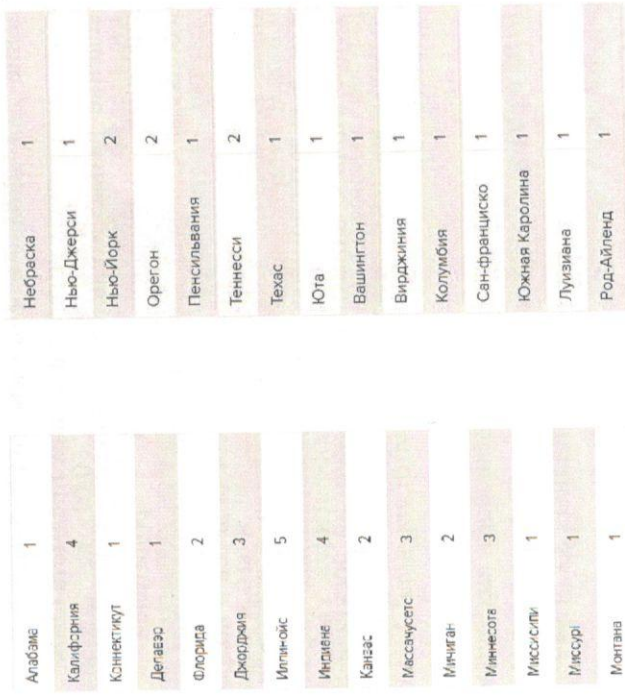 Алабама 1
Калифорния 4
Коннектикут 1
Делавэр 1
Флорида 2
Джорджия 3
Иллинойс 5
Индиана 4
Канзас 2
Массачусетс 3
Мичиган 2
Миннесота 3
Миссисипи 1
Миссурі 1
Монтана 1
Небраска 1
Нью-Джерси 1
Нью-Йорк 2
Орегон 2
Пенсильвания 1
Теннесси 2
Техас 1
Юта 1
Вашингтон 1
Вирджиния 1
Колумбия 1
Сан-франциско 1
Южная Каролина 1
Луизиана 1
Род-Айленд 1